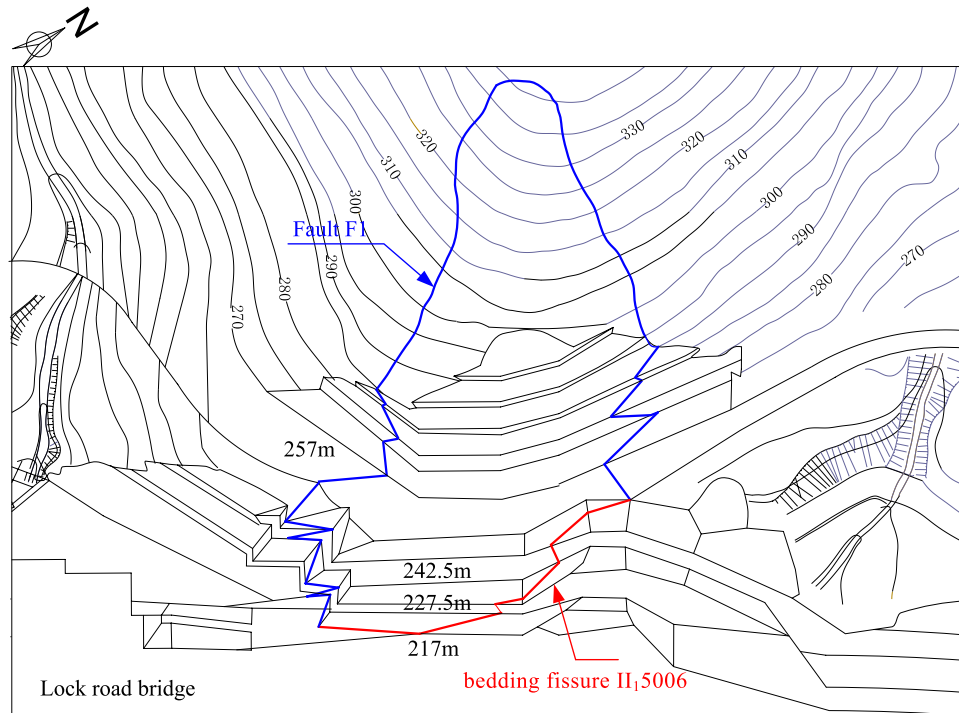 N
330
320
320
310
310
300
300
Fault F1
290
290
280
280
270
270
257m
242.5m
227.5m
217m
bedding fissure II₁5006
Lock road bridge